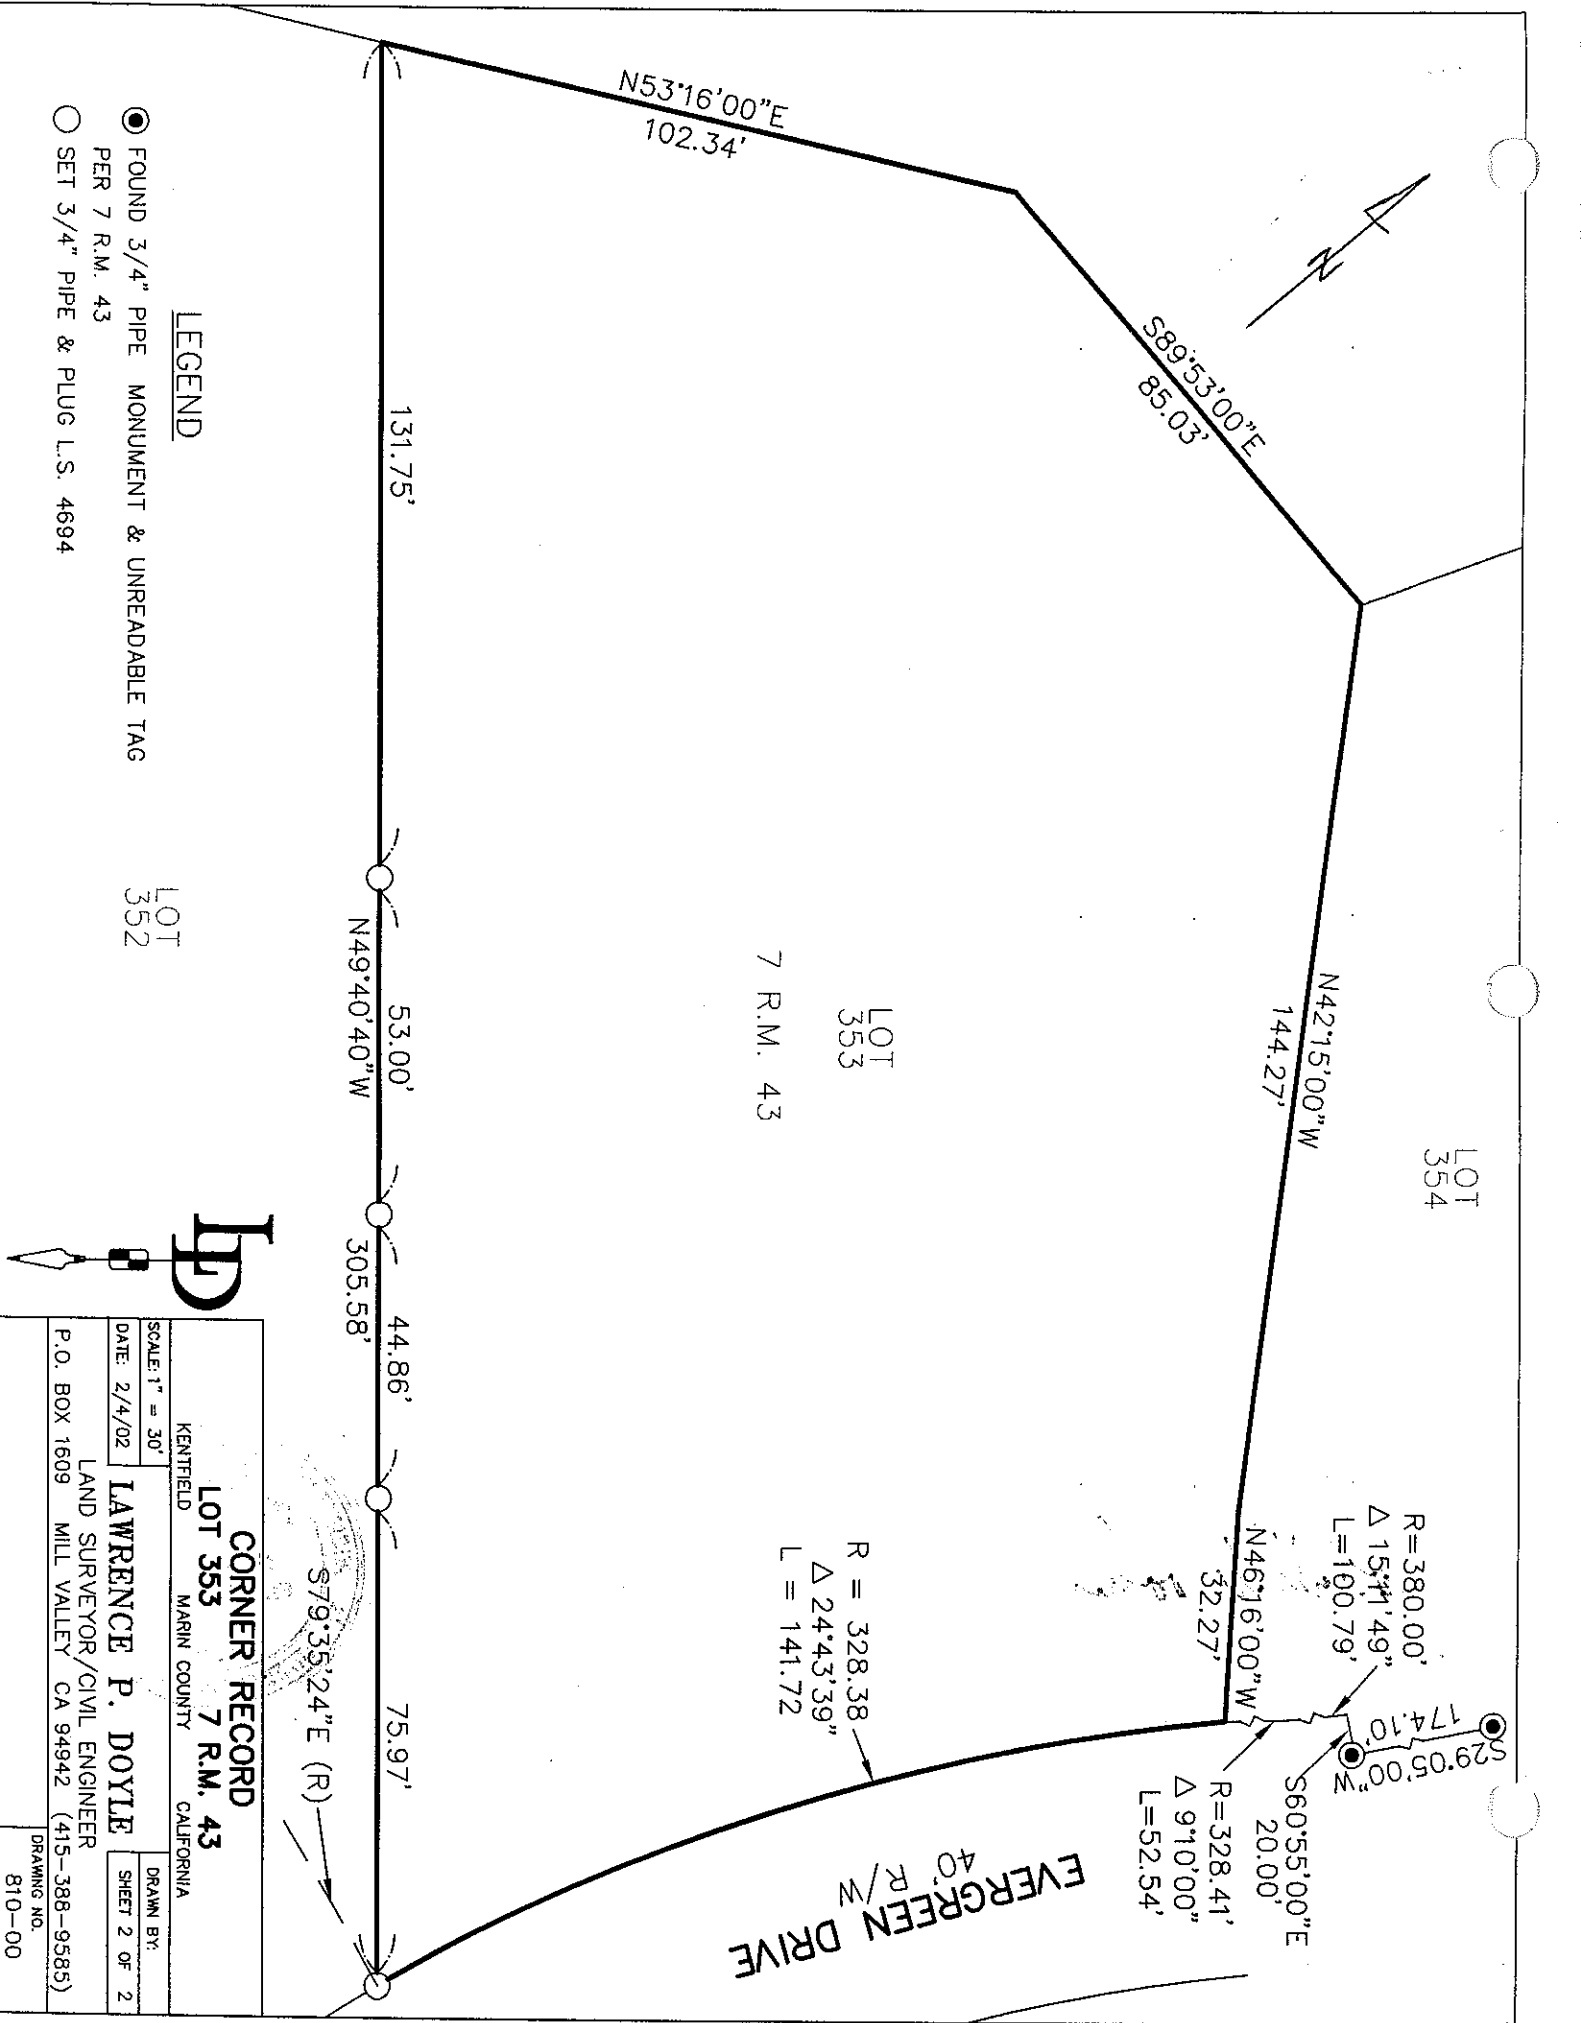 N53°16'00"E
102.34'
S89°53'00"E
85.03'
N
N42°15'00"W
144.27'
LOT
354
N46°16'00"W
32.27'
R=380.00'
Δ 15°11'49"
L=100.79'
S29°05'00"W
174.10'
S60°55'00"E
20.00'
R=328.41'
Δ 9°10'00"
L=52.54'
R = 328.38
Δ 24°43'39"
L = 141.72
EVERGREEN DRIVE
40' R/W
LOT
353
7 R.M. 43
131.75'
53.00'
44.86'
75.97'
N49°40'40"W
305.58'
S79°35'24"E (R)
LOT
352
LEGEND
FOUND 3/4" PIPE MONUMENT & UNREADABLE TAG
PER 7 R.M. 43
SET 3/4" PIPE & PLUG L.S. 4694
LD
CORNER RECORD
LOT 353 7 R.M. 43
KENTFIELD MARIN COUNTY CALIFORNIA
SCALE: 1" = 30'
DATE: 2/4/02
LAWRENCE P. DOYLE
DRAWN BY:
SHEET 2 OF 2
LAND SURVEYOR/CIVIL ENGINEER
P.O. BOX 1609 MILL VALLEY CA 94942 (415-388-9585)
DRAWING NO.
810-00